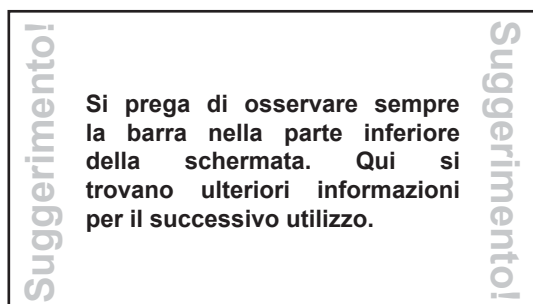 Suggerimento!
Si prega di osservare sempre
la barra nella parte inferiore
della schermata. Qui si
trovano ulteriori informazioni
per il successivo utilizzo.
Suggerimento!